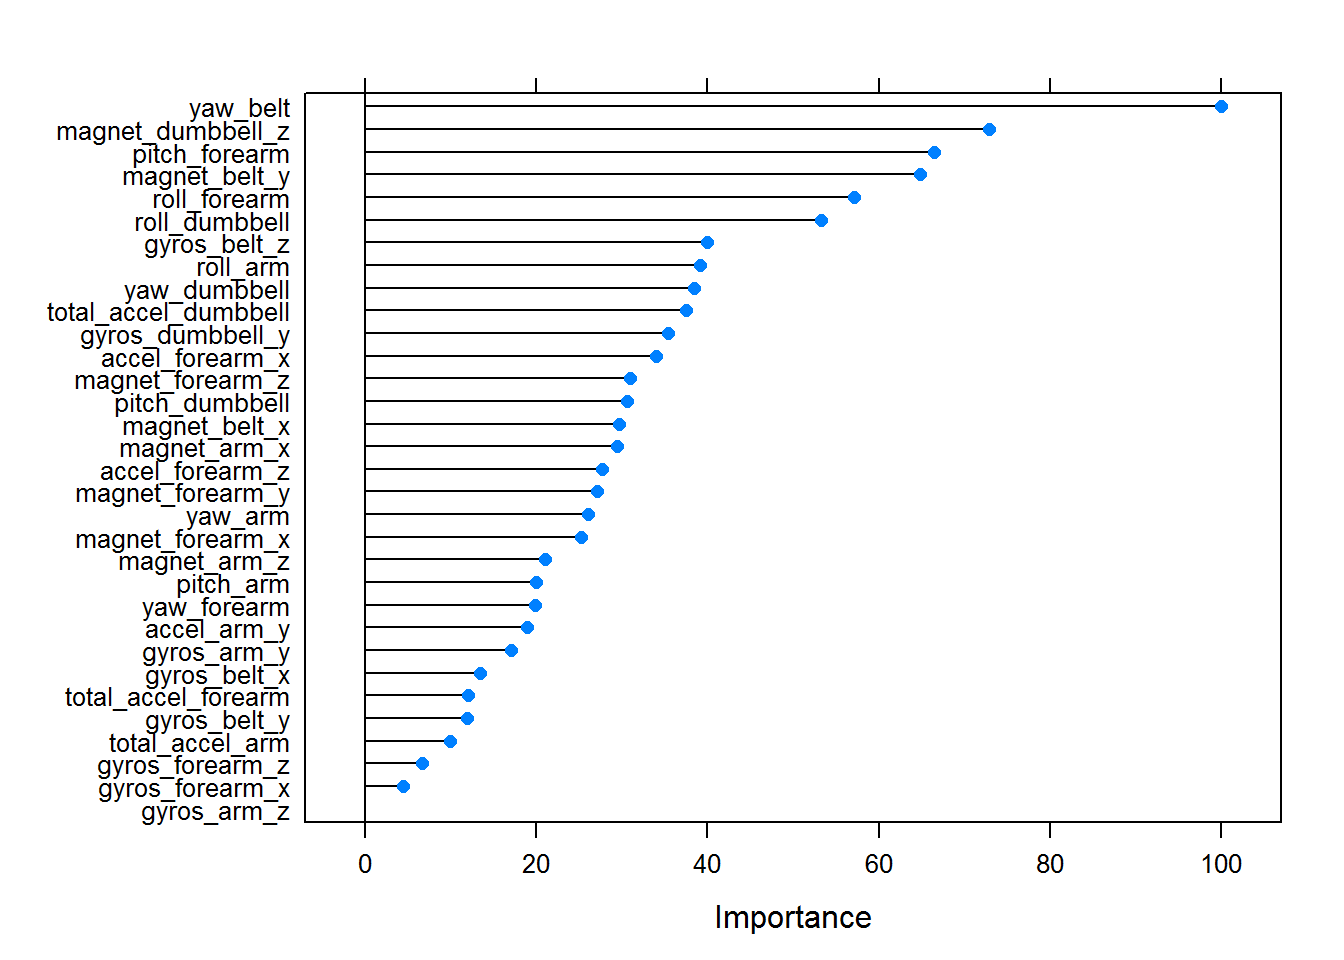 yaw_belt
magnet_dumbbell_z
pitch_forearm
magnet_belt_y
roll_forearm
roll_dumbbell
gyros_belt_z
roll_arm
yaw_dumbbell
total_accel_dumbbell
gyros_dumbbell_y
accel_forearm_x
magnet_forearm_z
pitch_dumbbell
magnet_belt_x
magnet_arm_x
accel_forearm_z
magnet_forearm_y
yaw_arm
magnet_forearm_x
magnet_arm_z
pitch_arm
yaw_forearm
accel_arm_y
gyros_arm_y
gyros_belt_x
total_accel_forearm
gyros_belt_y
total_accel_arm
gyros_forearm_z
gyros_forearm_x
gyros_arm_z
0 20 40 60 80 100
Importance